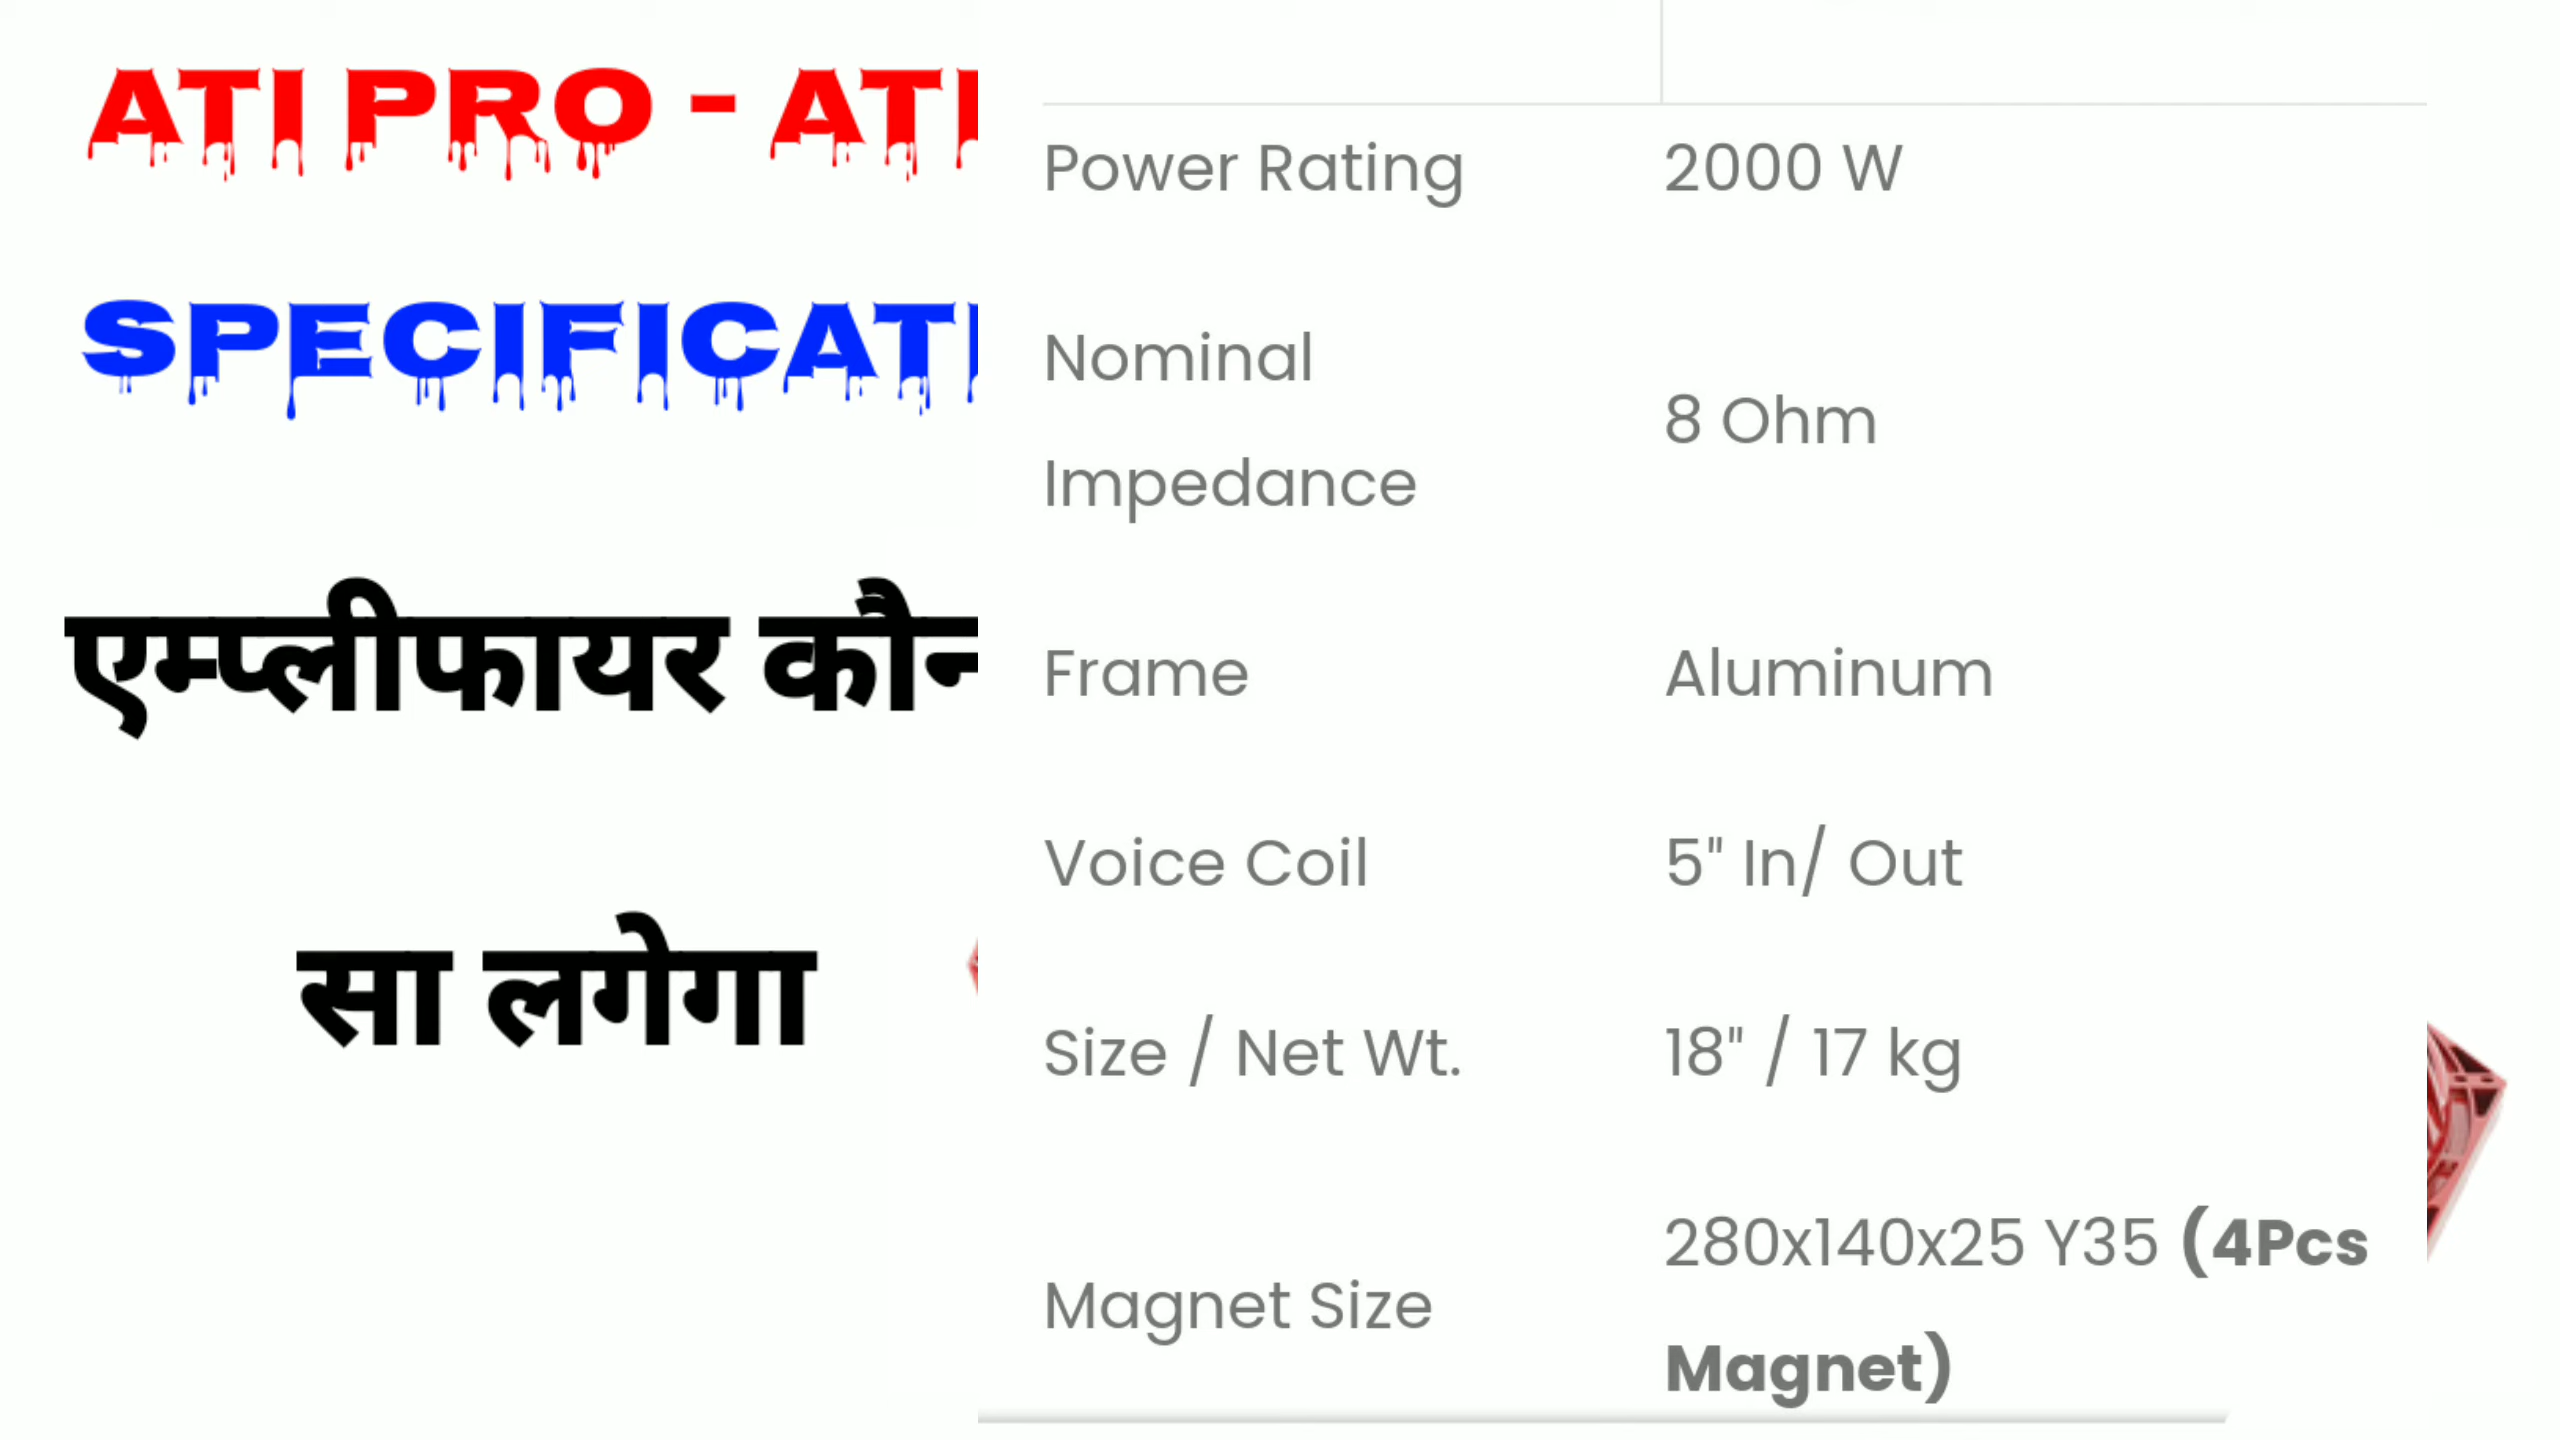 ATI PRO - ATI
SPECIFICATI
एम्प्लीफायर कौन
सा लगेगा
Power Rating 2000 W
Nominal Impedance 8 Ohm
Frame Aluminum
Voice Coil 5" In/ Out
Size / Net Wt. 18" / 17 kg
Magnet Size 280x140x25 Y35 (4Pcs
Magnet)